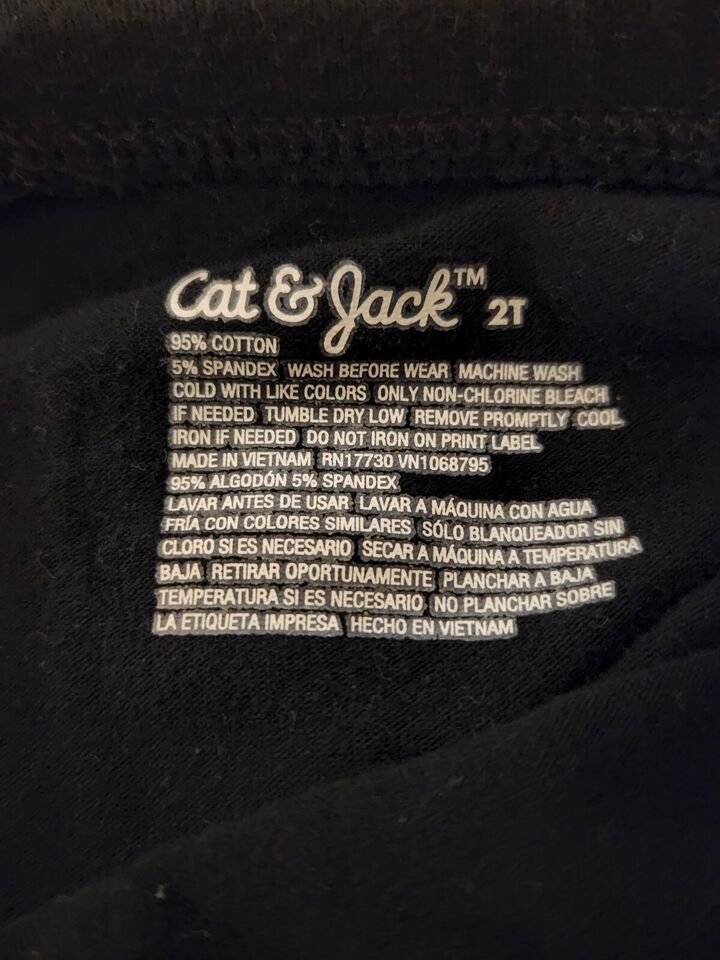 Cat & Jack™ 2T
95% COTTON
5% SPANDEX WASH BEFORE WEAR MACHINE WASH
COLD WITH LIKE COLORS ONLY NON-CHLORINE BLEACH
IF NEEDED TUMBLE DRY LOW REMOVE PROMPTLY COOL
IRON IF NEEDED DO NOT IRON ON PRINT LABEL
MADE IN VIETNAM RN17730 VN1068795
95% ALGODÓN 5% SPANDEX
LAVAR ANTES DE USAR LAVAR A MÁQUINA CON AGUA
FRÍA CON COLORES SIMILARES SÓLO BLANQUEADOR SIN
CLORO SI ES NECESARIO SECAR A MÁQUINA A TEMPERATURA
BAJA RETIRAR OPORTUNAMENTE PLANCHAR A BAJA
TEMPERATURA SI ES NECESARIO NO PLANCHAR SOBRE
LA ETIQUETA IMPRESA HECHO EN VIETNAM